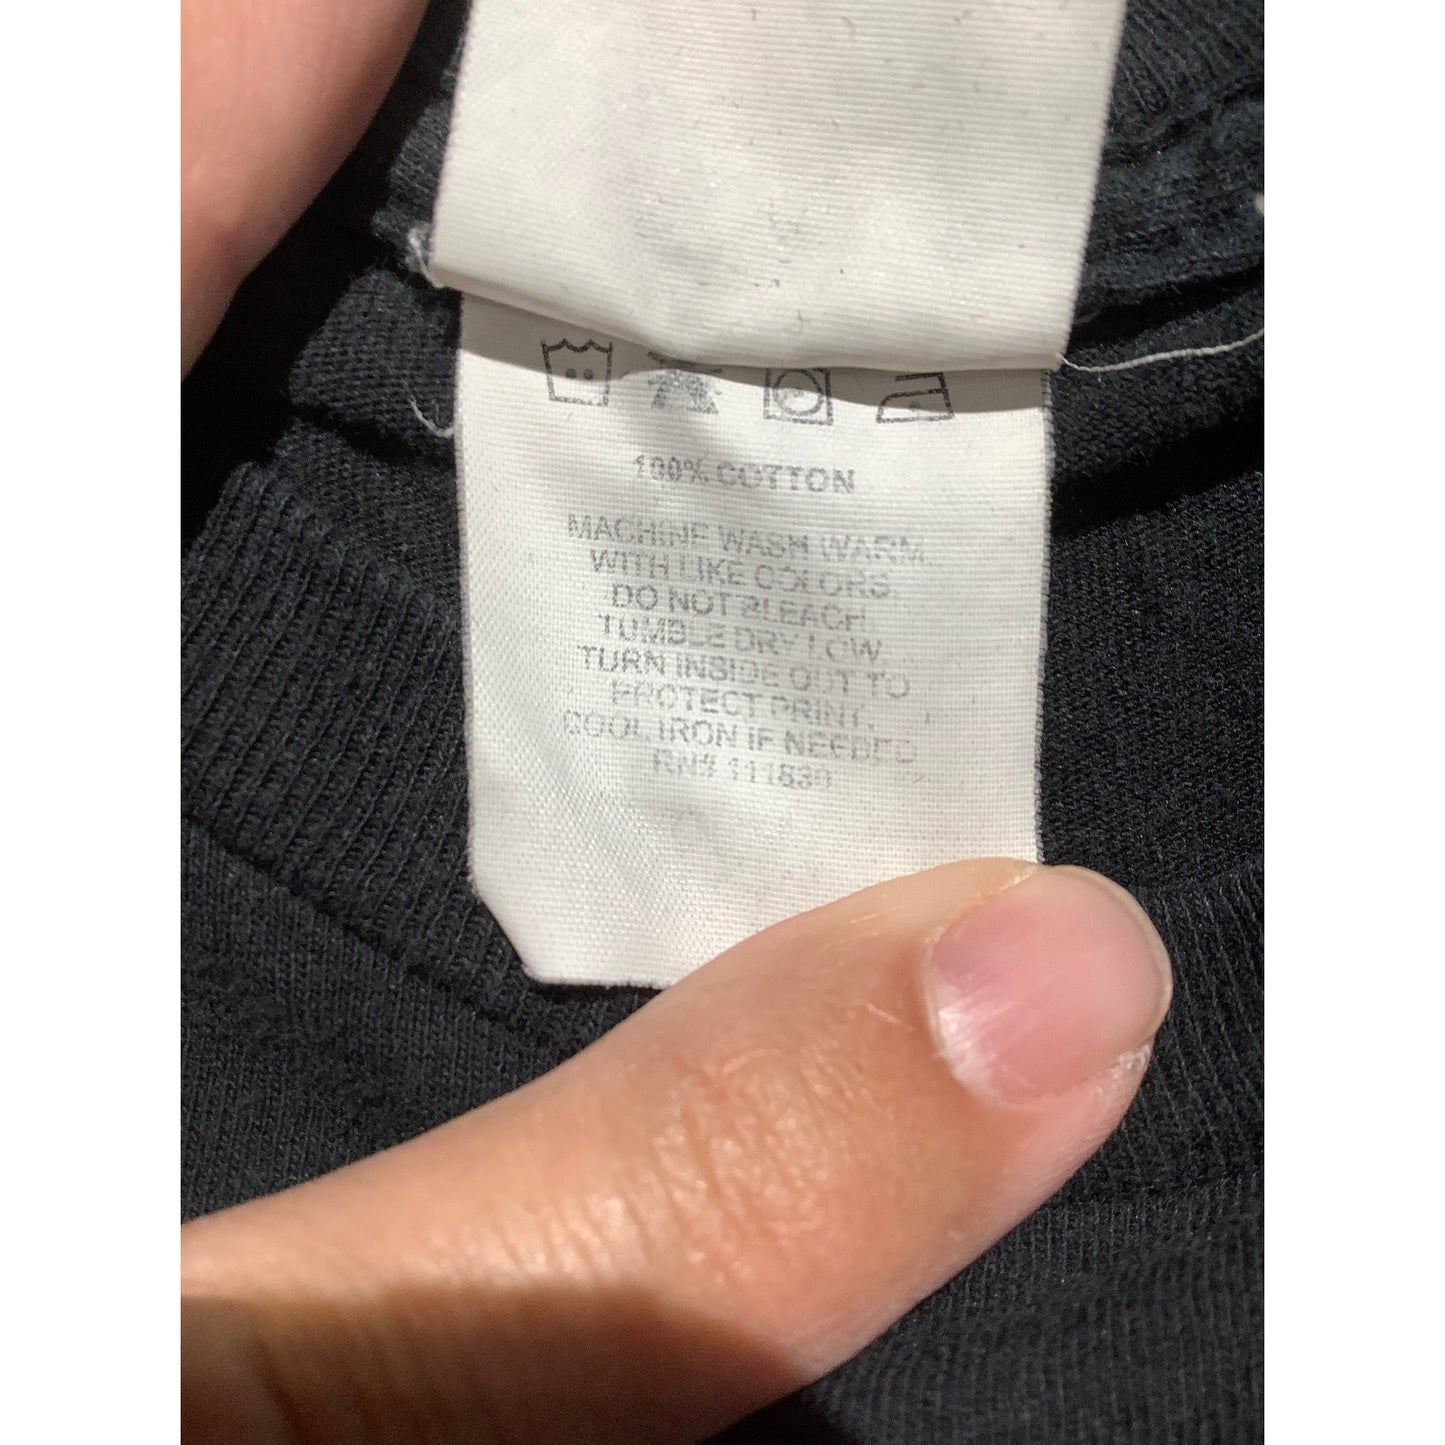 100% COTTON
MACHINE WASH WARM
WITH LIKE COLORS.
DO NOT BLEACH
TUMBLE DRY LOW.
TURN INSIDE OUT TO
PROTECT PRINT.
COOL IRON IF NEEDED
RN# 111830